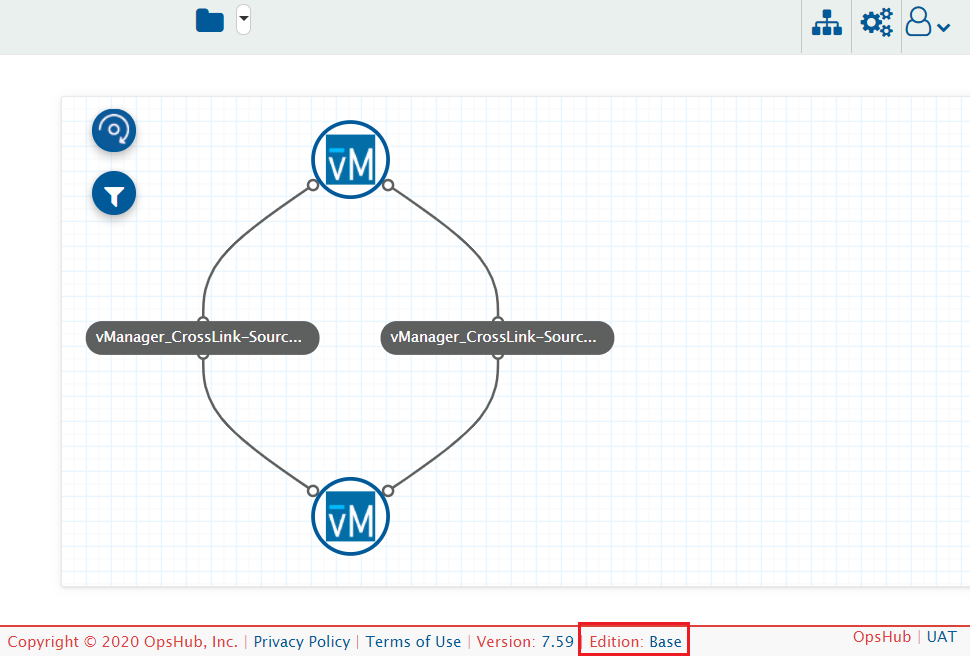 vM
vManager_CrossLink-Sourc...
vManager_CrossLink-Sourc...
vM
Copyright © 2020 OpsHub, Inc. | Privacy Policy | Terms of Use | Version: 7.59 | Edition: Base
OpsHub | UAT